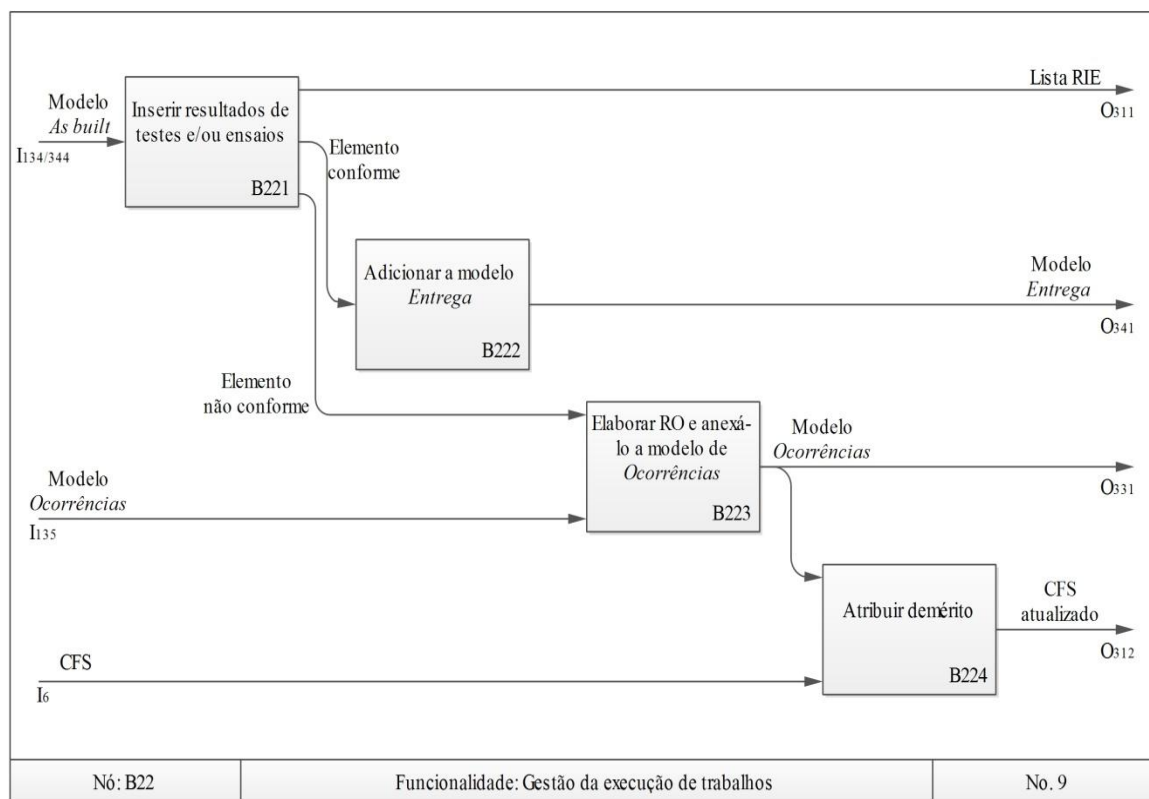 Lista RIE
O311
Modelo
As built
I134/344
Inserir resultados de
testes e/ou ensaios
B221
Elemento
conforme
Adicionar a modelo
Entrega
B222
Modelo
Entrega
O341
Elemento
não conforme
Elaborar RO e anexá-
lo a modelo de
Ocorrências
B223
Modelo
Ocorrências
O331
Modelo
Ocorrências
I135
Atribuir demérito
B224
CFS
atualizado
O312
CFS
I6
Nó: B22
Funcionalidade: Gestão da execução de trabalhos
No. 9